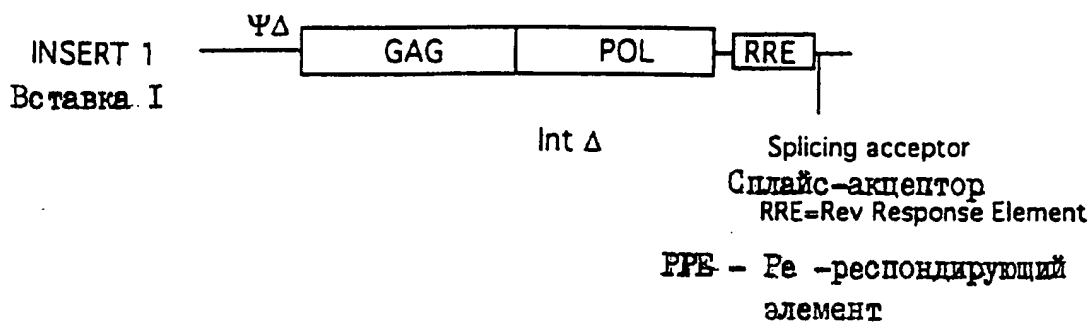 ΨΔ
INSERT 1
GAG
POL
RRE
Вставка I
Int Δ
Splicing acceptor
Сплайс-акцептор
RRE=Rev Response Element
РРЕ - Ре -респондирующий
элемент